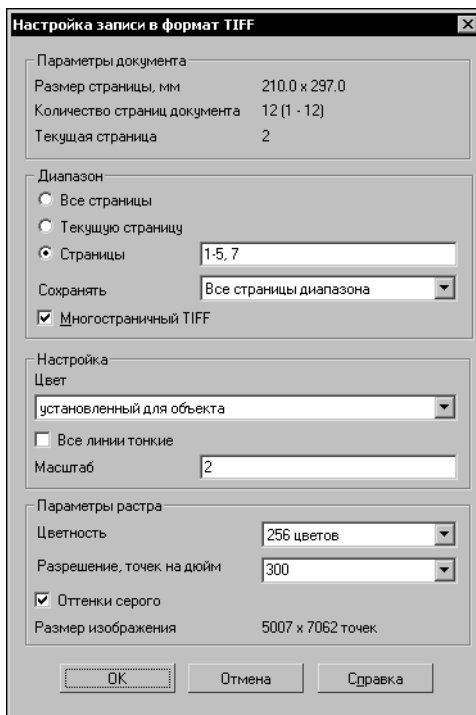 Настройка записи в формат TIFF
Параметры документа
Размер страницы, мм 210.0 x 297.0
Количество страниц документа 12 (1 - 12)
Текущая страница 2
Диапазон
Все страницы
Текущую страницу
Страницы 1-5, 7
Сохранять Все страницы диапазона
Многостраничный TIFF
Настройка
Цвет
установленный для объекта
Все линии тонкие
Масштаб 2
Параметры растра
Цветность 256 цветов
Разрешение, точек на дюйм 300
Оттенки серого
Размер изображения 5007 x 7062 точек
OK Отмена Справка